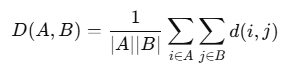 D(A, B) = \frac{1}{|A||B|} \sum_{i \in A} \sum_{j \in B} d(i, j)